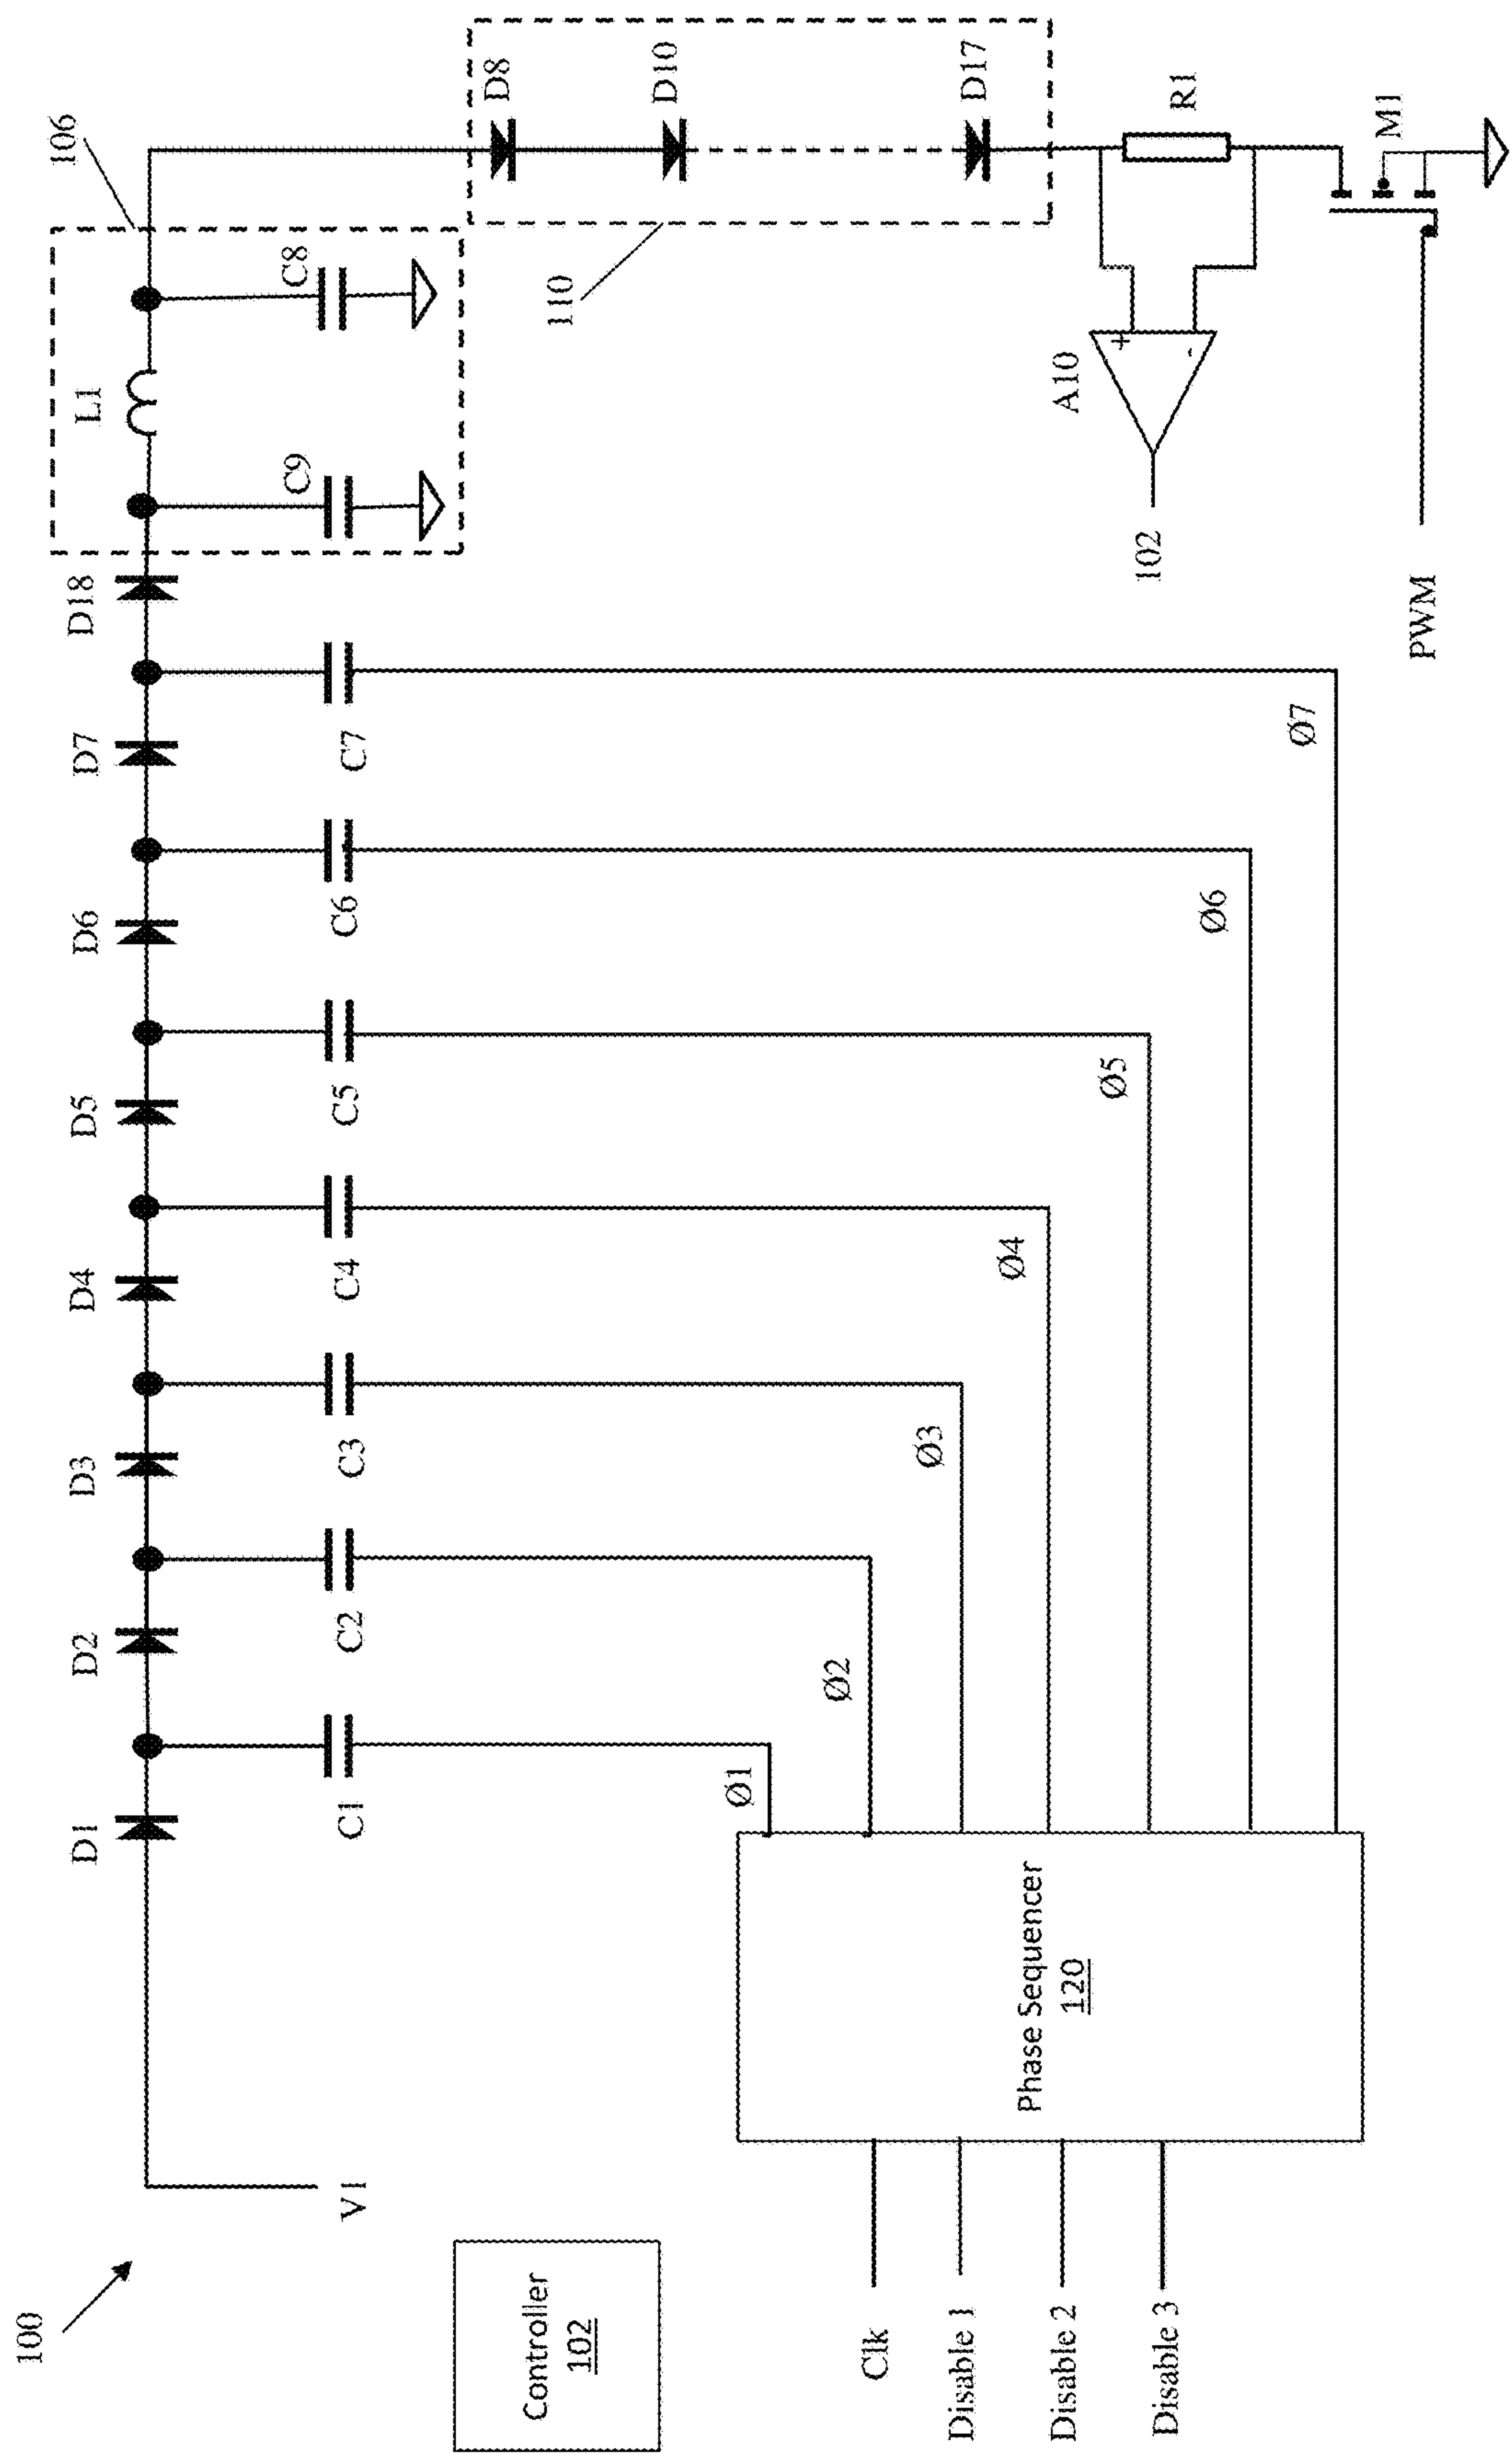 100
V1
D1
D2
D3
D4
D5
D6
D7
D18
L1
106
C1
C2
C3
C4
C5
C6
C7
C9
C8
110
D8
D10
D17
R1
M1
A10
+
-
102
PWM
Controller
102
Ø1
Ø2
Ø3
Ø4
Ø5
Ø6
Ø7
Phase Sequencer
120
Clk
Disable 1
Disable 2
Disable 3